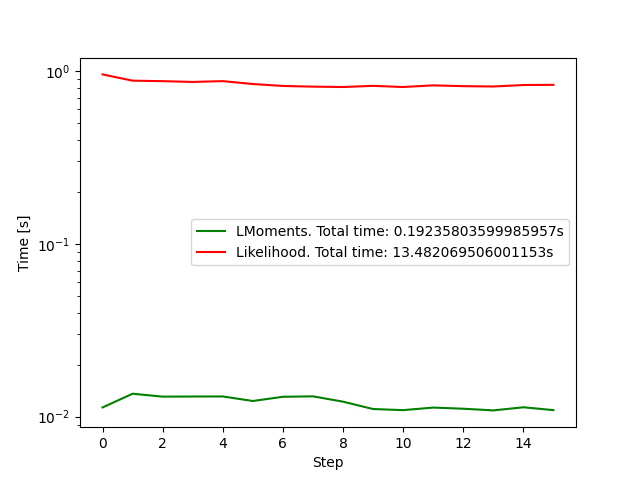 10⁰
10⁻¹
10⁻²
Time [s]
LMoments. Total time: 0.19235803599985957s
Likelihood. Total time: 13.482069506001153s
0 2 4 6 8 10 12 14
Step